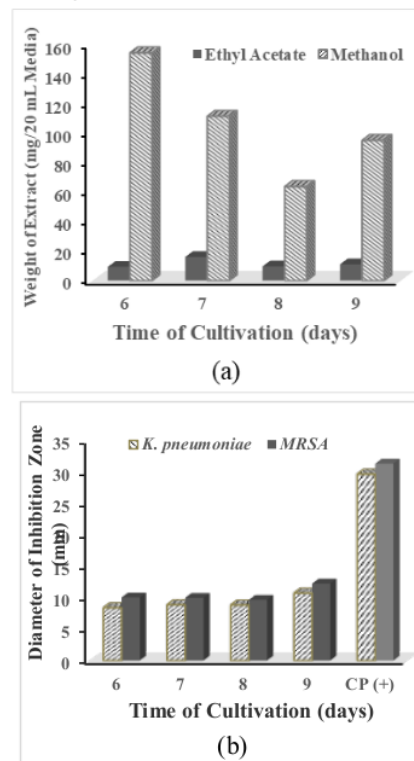 160
140
120
100
80
60
40
20
0
Weight of Extract (mg/20 mL Media)
Ethyl Acetate Methanol
6 7 8 9
Time of Cultivation (days)
(a)
35
30
25
20
15
10
5
0
Diameter of Inhibition Zone
(mm)
K. pneumoniae MRSA
6 7 8 9 CP (+)
Time of Cultivation (days)
(b)